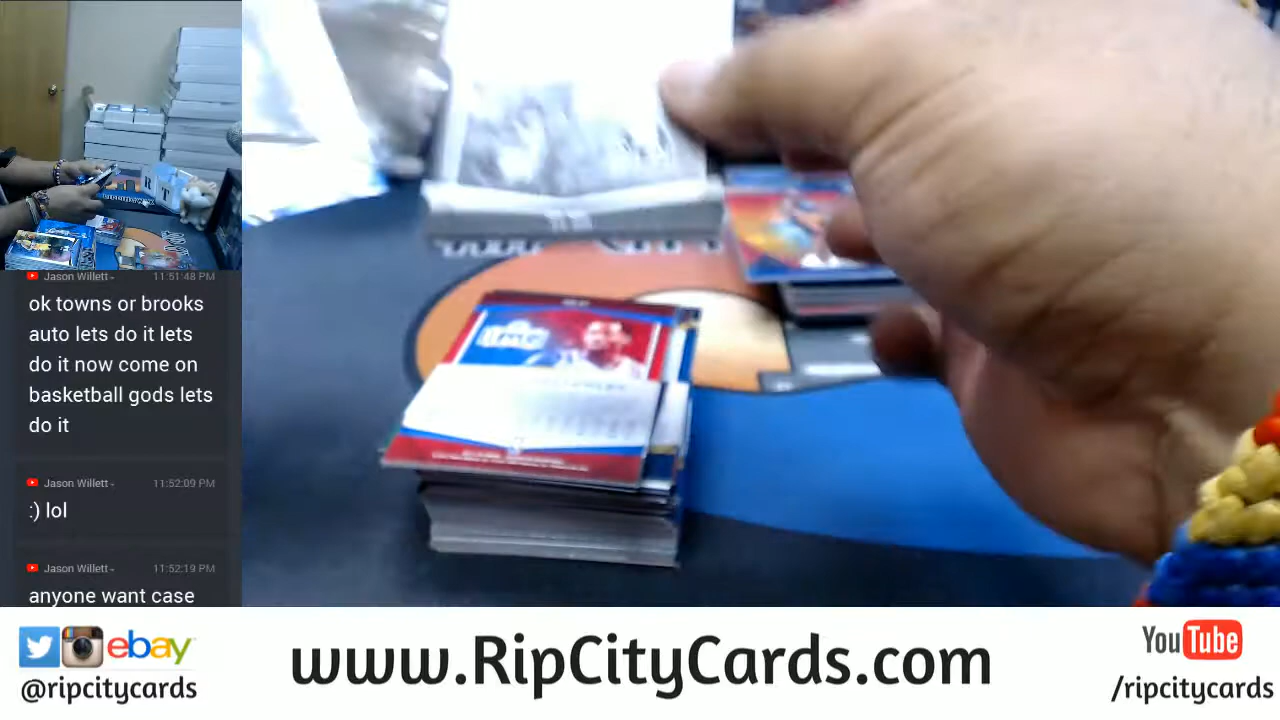 Jason Willett 11:51:48 PM
ok towns or brooks
auto lets do it lets
do it now come on
basketball gods lets
do it
Jason Willett 11:52:09 PM
:) lol
Jason Willett 11:52:19 PM
anyone want case
ebay
@ripcitycards
www.RipCityCards.com
YouTube
/ripcitycards